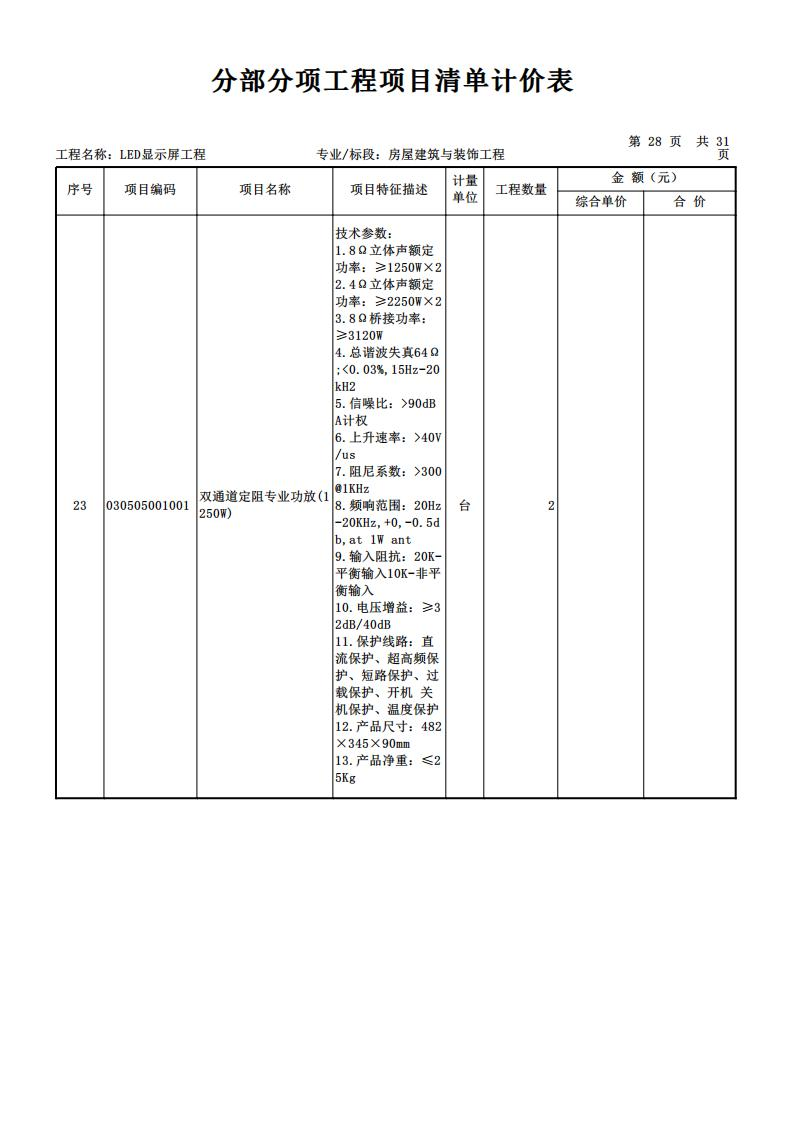 分部分项工程项目清单计价表
第 28 页 共 31
页
工程名称: LED显示屏工程 专业/标段: 房屋建筑与装饰工程
序号 项目编码 项目名称 项目特征描述 计量
单位 工程数量 金 额（元）
综合单价 合 价
技术参数:
1.8Ω立体声额定
功率: ≥1250W×2
2.4Ω立体声额定
功率: ≥2250W×2
3.8Ω桥接功率:
≥3120W
4.总谐波失真64Ω
;<0.03%,15Hz-20
kH2
5.信噪比: >90dB
A计权
6.上升速率: >40V
/us
7.阻尼系数: >300
@1KHz
8.频响范围: 20Hz
-20KHz,+0,-0.5d
b,at 1W ant
9.输入阻抗: 20K-
平衡输入10K-非平
衡输入
10.电压增益: ≥3
2dB/40dB
11.保护线路: 直
流保护、超高频保
护、短路保护、过
载保护、开机 关
机保护、温度保护
12.产品尺寸: 482
×345×90mm
13.产品净重: ≤2
5Kg
23 030505001001 双通道定阻专业功放(1
250W) 台 2